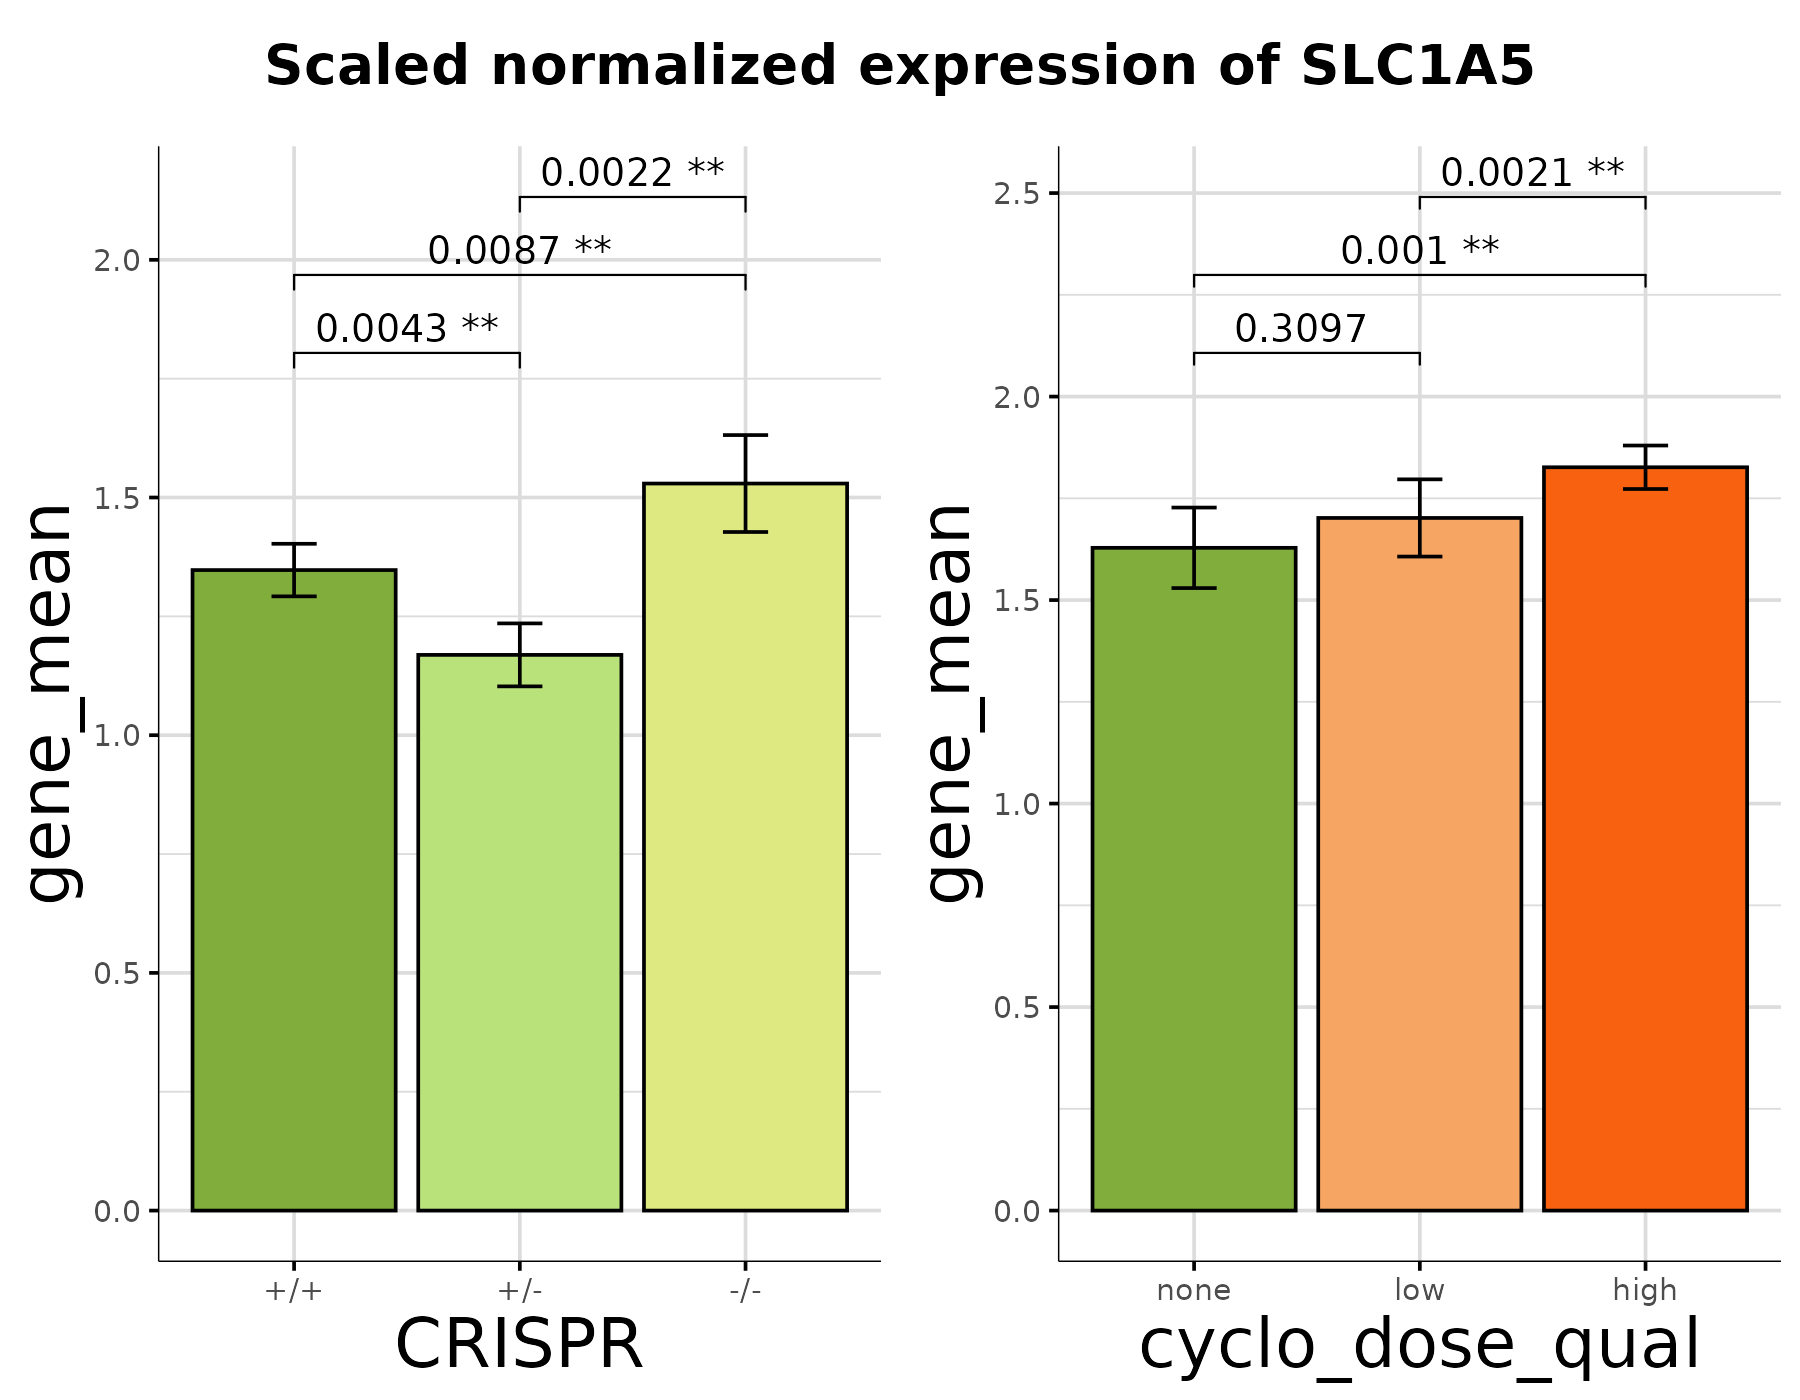 Scaled normalized expression of SLC1A5
gene_mean
2.0
1.5
1.0
0.5
0.0
0.0022 **
0.0087 **
0.0043 **
+/+
+/-
-/-
CRISPR
gene_mean
2.5
2.0
1.5
1.0
0.5
0.0
0.0021 **
0.001 **
0.3097
none
low
high
cyclo_dose_qual